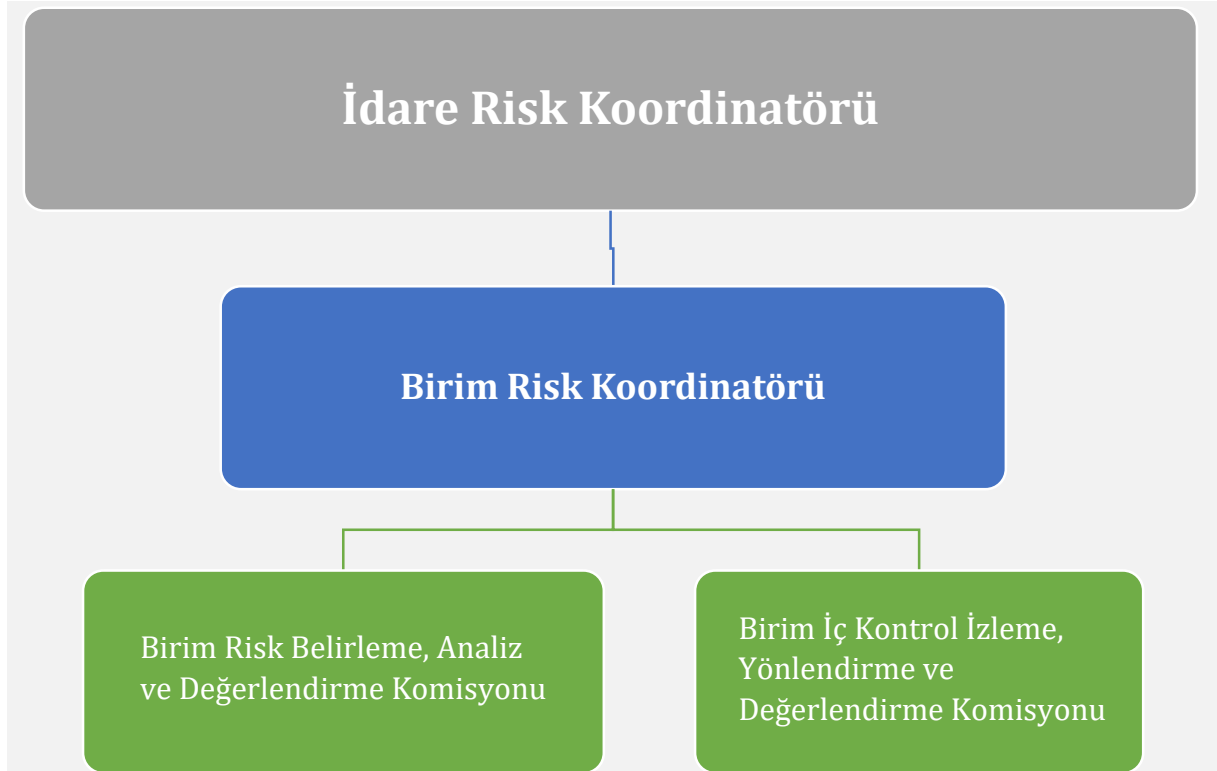 İdare Risk Koordinatörü
Birim Risk Koordinatörü
Birim Risk Belirleme, Analiz
ve Değerlendirme Komisyonu
Birim İç Kontrol İzleme,
Yönlendirme ve
Değerlendirme Komisyonu